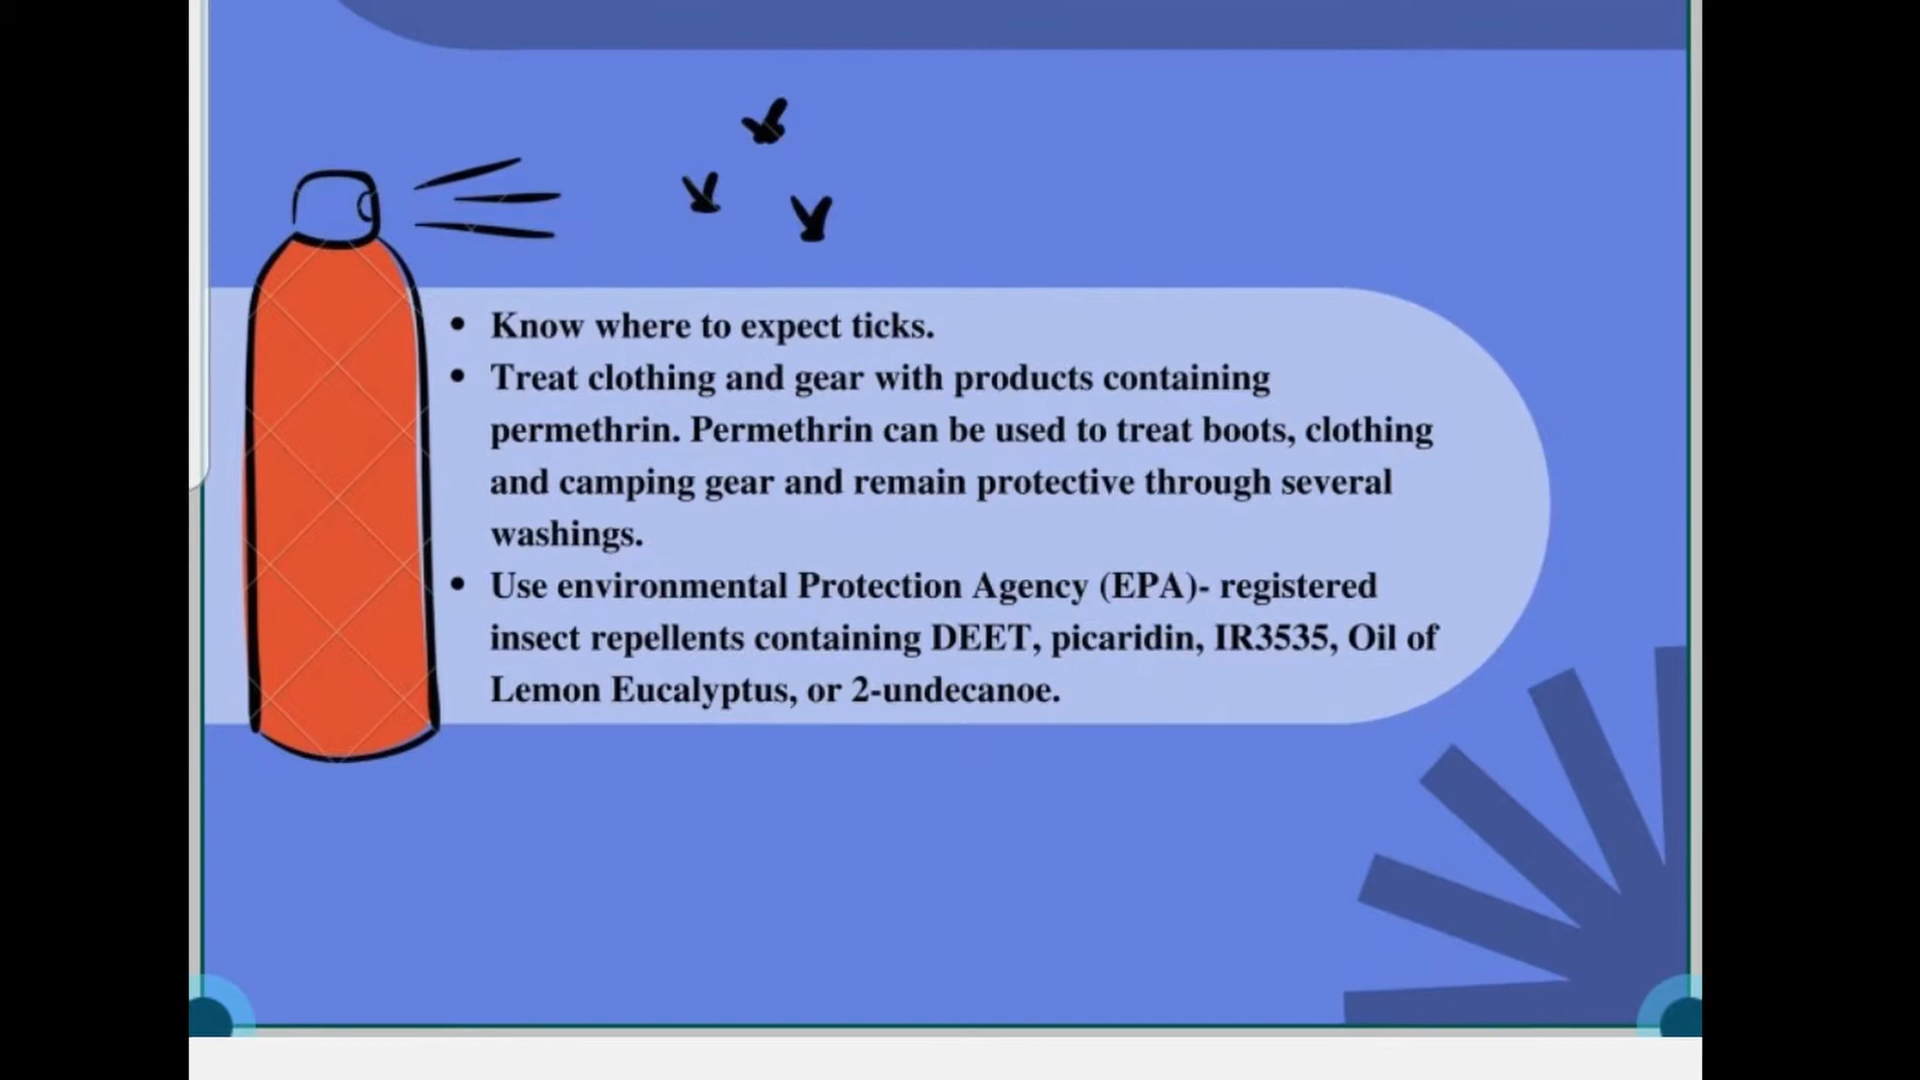 • Know where to expect ticks.
• Treat clothing and gear with products containing
permethrin. Permethrin can be used to treat boots, clothing
and camping gear and remain protective through several
washings.
• Use environmental Protection Agency (EPA)- registered
insect repellents containing DEET, picaridin, IR3535, Oil of
Lemon Eucalyptus, or 2-undecanoe.